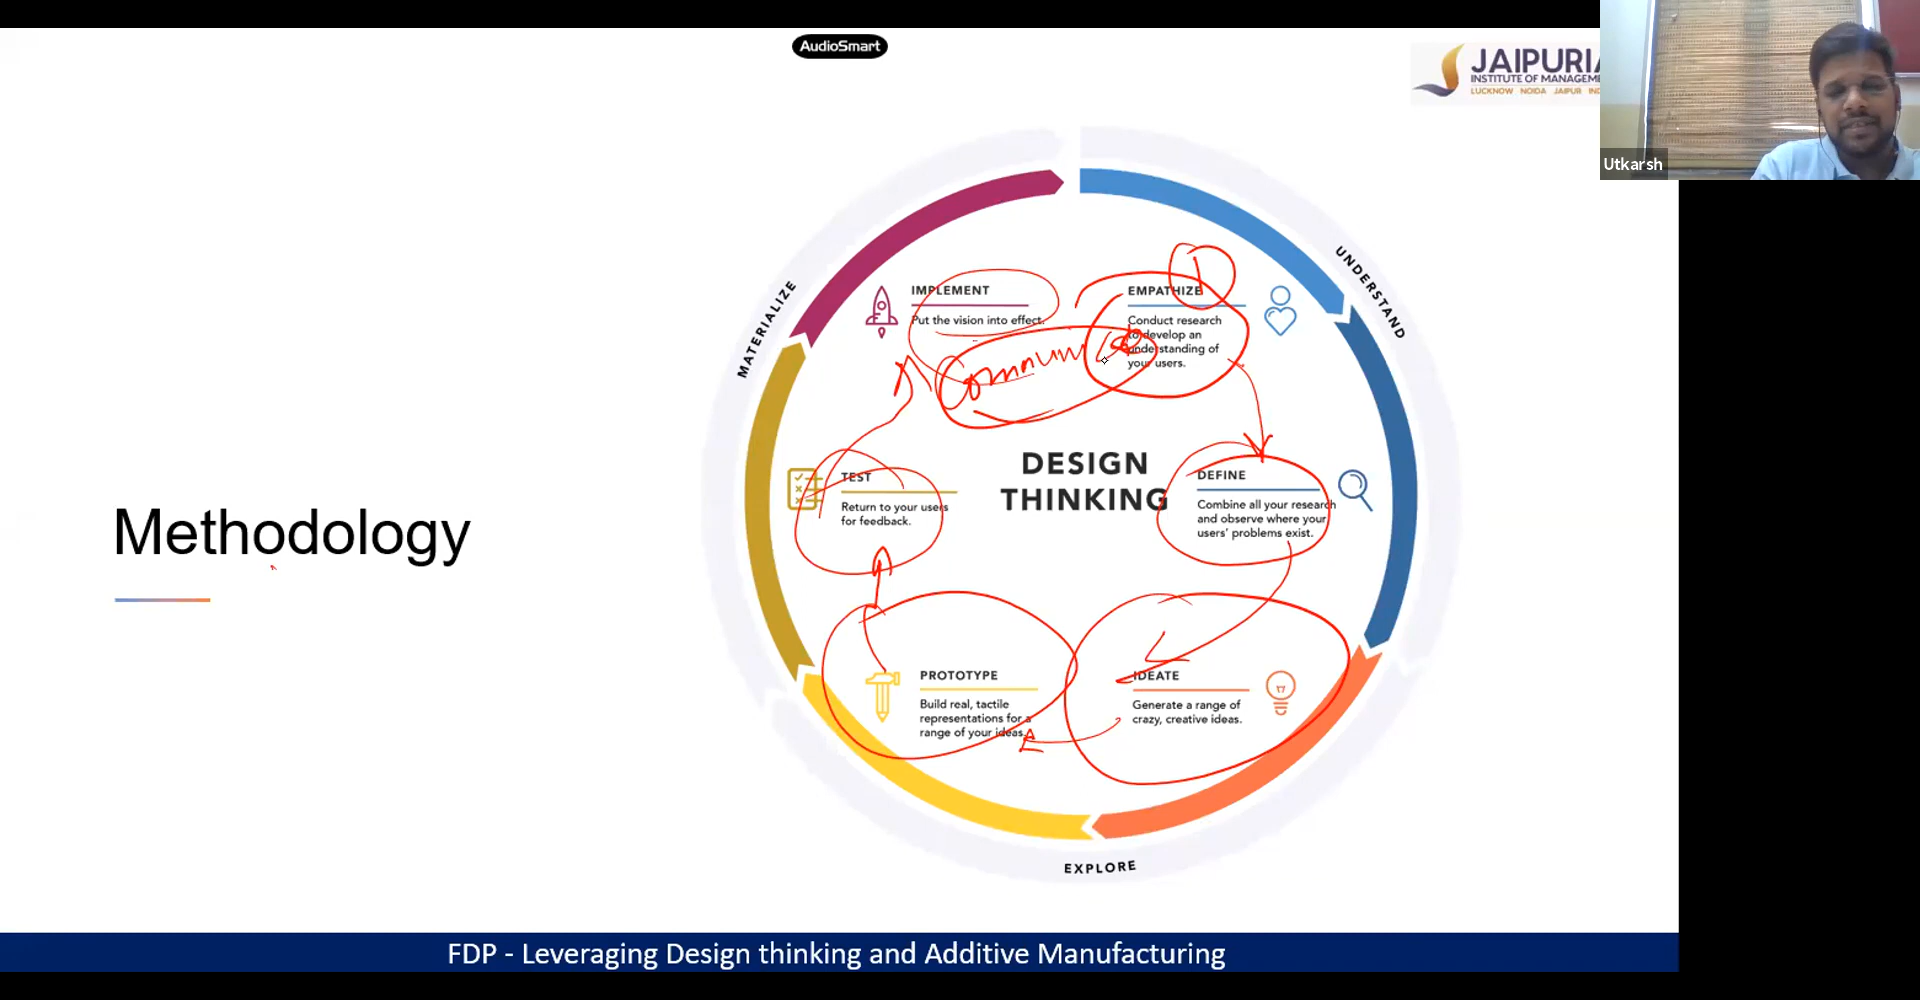 AudioSmart
JAIPURIA
INSTITUTE OF MANAGEME
LUCKNOW NOIDA JAIPUR IND
Utkarsh
Methodology
MATERIALIZE
UNDERSTAND
EXPLORE
IMPLEMENT
Put the vision into effect.
EMPATHIZE
Conduct research
to develop an
understanding of
your users.
1
Communica
TEST
Return to your users
for feedback.
DESIGN
THINKING
DEFINE
Combine all your research
and observe where your
users' problems exist.
PROTOTYPE
Build real, tactile
representations for a
range of your ideas.
IDEATE
Generate a range of
crazy, creative ideas.
FDP - Leveraging Design thinking and Additive Manufacturing